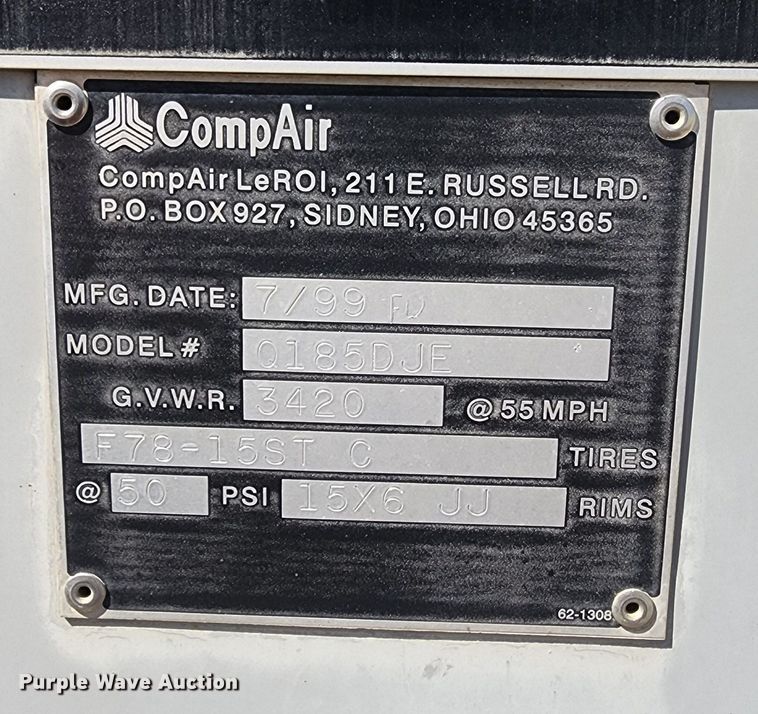 CompAir
CompAir LeROI, 211 E. RUSSELL RD.
P.O. BOX 927, SIDNEY, OHIO 45365
MFG. DATE: 7/99
MODEL # Q185DJE
G.V.W.R. 3420 @ 55 MPH
F78-15ST C TIRES
@ 50 PSI 15X6 JJ RIMS
62-1308
Purple Wave Auction